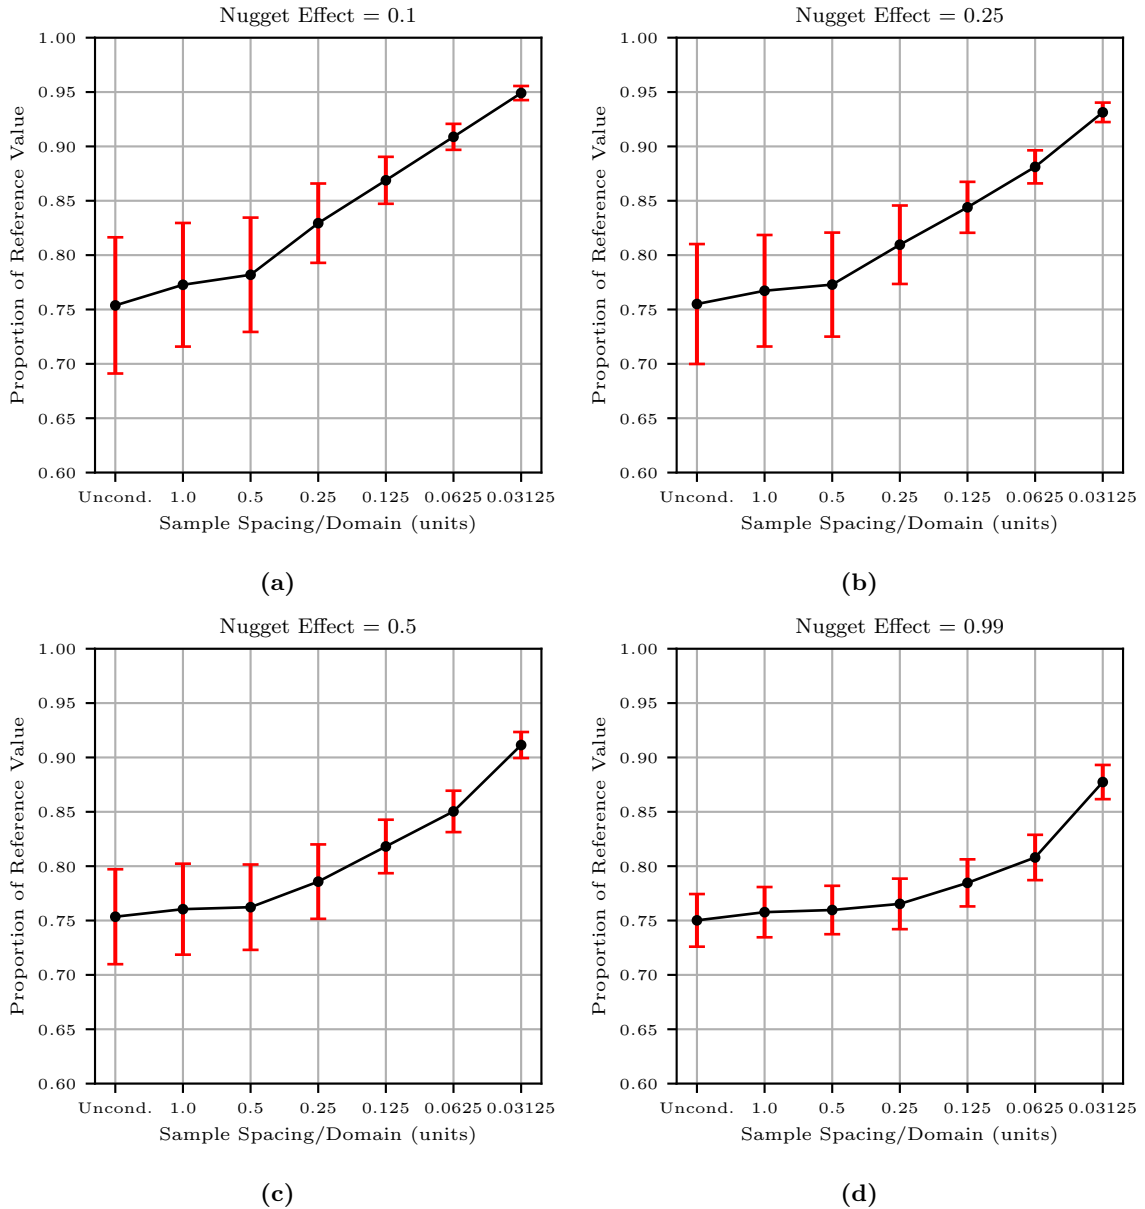 Nugget Effect = 0.1
Proportion of Reference Value
1.00
0.95
0.90
0.85
0.80
0.75
0.70
0.65
0.60
Uncond. 1.0 0.5 0.25 0.125 0.0625 0.03125
Sample Spacing/Domain (units)
(a)
Nugget Effect = 0.25
Proportion of Reference Value
1.00
0.95
0.90
0.85
0.80
0.75
0.70
0.65
0.60
Uncond. 1.0 0.5 0.25 0.125 0.0625 0.03125
Sample Spacing/Domain (units)
(b)
Nugget Effect = 0.5
Proportion of Reference Value
1.00
0.95
0.90
0.85
0.80
0.75
0.70
0.65
0.60
Uncond. 1.0 0.5 0.25 0.125 0.0625 0.03125
Sample Spacing/Domain (units)
(c)
Nugget Effect = 0.99
Proportion of Reference Value
1.00
0.95
0.90
0.85
0.80
0.75
0.70
0.65
0.60
Uncond. 1.0 0.5 0.25 0.125 0.0625 0.03125
Sample Spacing/Domain (units)
(d)